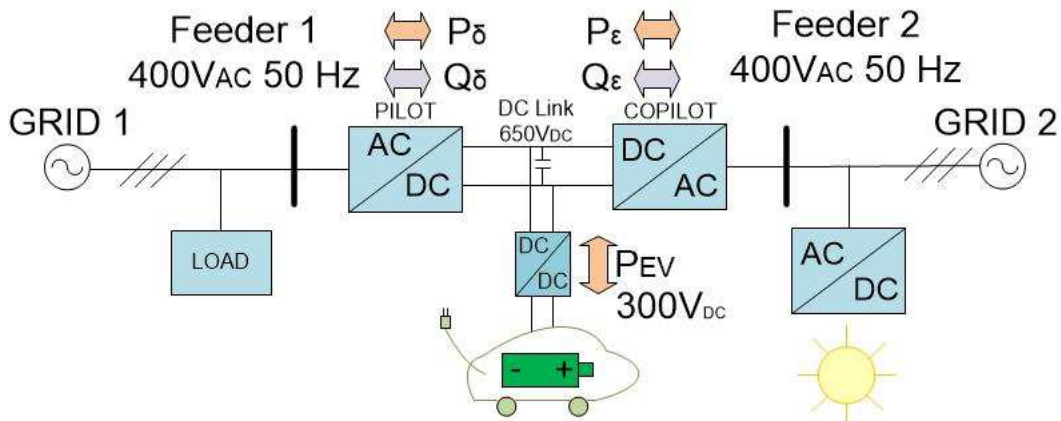 Feeder 1
400VAC 50 Hz
Pδ
Qδ
Pε
Qε
Feeder 2
400VAC 50 Hz
GRID 1
PILOT
DC Link
650VDC
COPILOT
GRID 2
AC
DC
DC
AC
LOAD
DC
DC
PEV
300VDC
AC
DC
- +